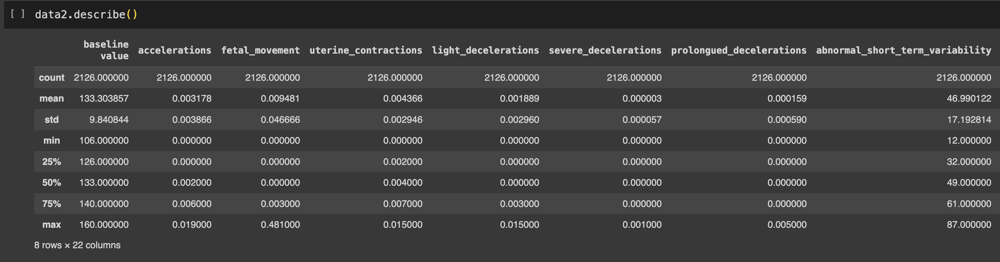 [ ] data2.describe()
baseline value accelerations fetal_movement uterine_contractions light_decelerations severe_decelerations prolongued_decelerations abnormal_short_term_variability
count 2126.000000 2126.000000 2126.000000 2126.000000 2126.000000 2126.000000 2126.000000 2126.000000
mean 133.303857 0.003178 0.009481 0.004366 0.001889 0.000003 0.000159 46.990122
std 9.840844 0.003866 0.046666 0.002946 0.002960 0.000057 0.000590 17.192814
min 106.000000 0.000000 0.000000 0.000000 0.000000 0.000000 0.000000 12.000000
25% 126.000000 0.000000 0.000000 0.002000 0.000000 0.000000 0.000000 32.000000
50% 133.000000 0.002000 0.000000 0.004000 0.000000 0.000000 0.000000 49.000000
75% 140.000000 0.006000 0.003000 0.007000 0.003000 0.000000 0.000000 61.000000
max 160.000000 0.019000 0.481000 0.015000 0.015000 0.001000 0.005000 87.000000
8 rows × 22 columns